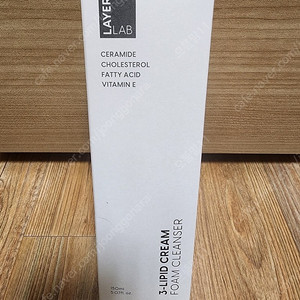 LAYER
LAB
CERAMIDE
CHOLESTEROL
FATTY ACID
VITAMIN E
3-LIPID CREAM
FOAM CLEANSER